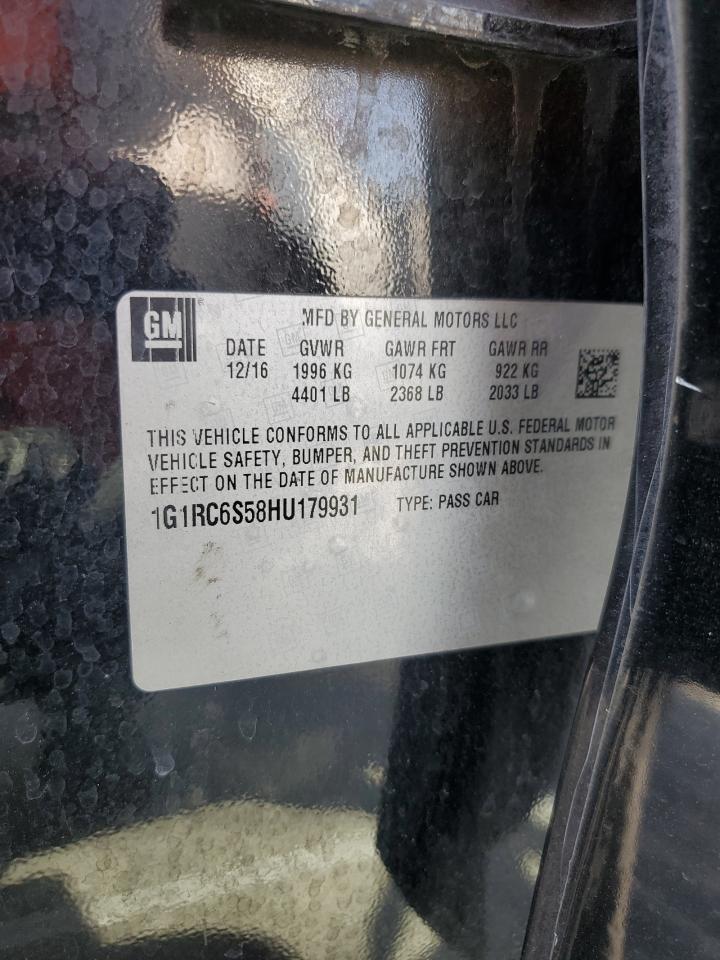 GM
MFD BY GENERAL MOTORS LLC
DATE GVWR GAWR FRT GAWR RR
12/16 1996 KG 1074 KG 922 KG
4401 LB 2368 LB 2033 LB
THIS VEHICLE CONFORMS TO ALL APPLICABLE U.S. FEDERAL MOTOR
VEHICLE SAFETY, BUMPER, AND THEFT PREVENTION STANDARDS IN
EFFECT ON THE DATE OF MANUFACTURE SHOWN ABOVE.
1G1RC6S58HU179931 TYPE: PASS CAR